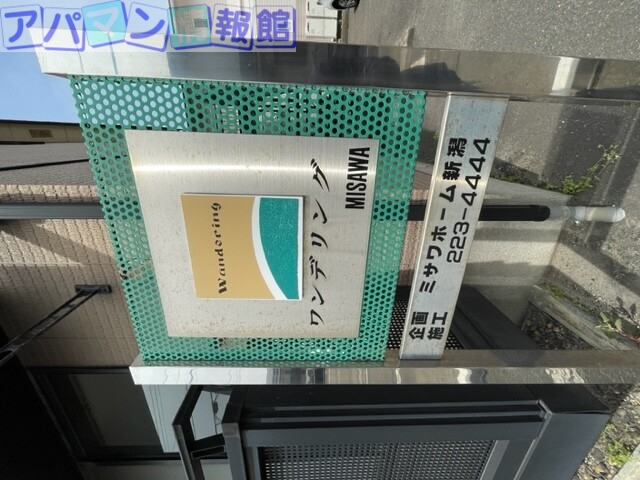 アパマン情報館
Wandering
ワンデリング
MISAWA
企画 施工 ミサワホーム新潟
223-4444